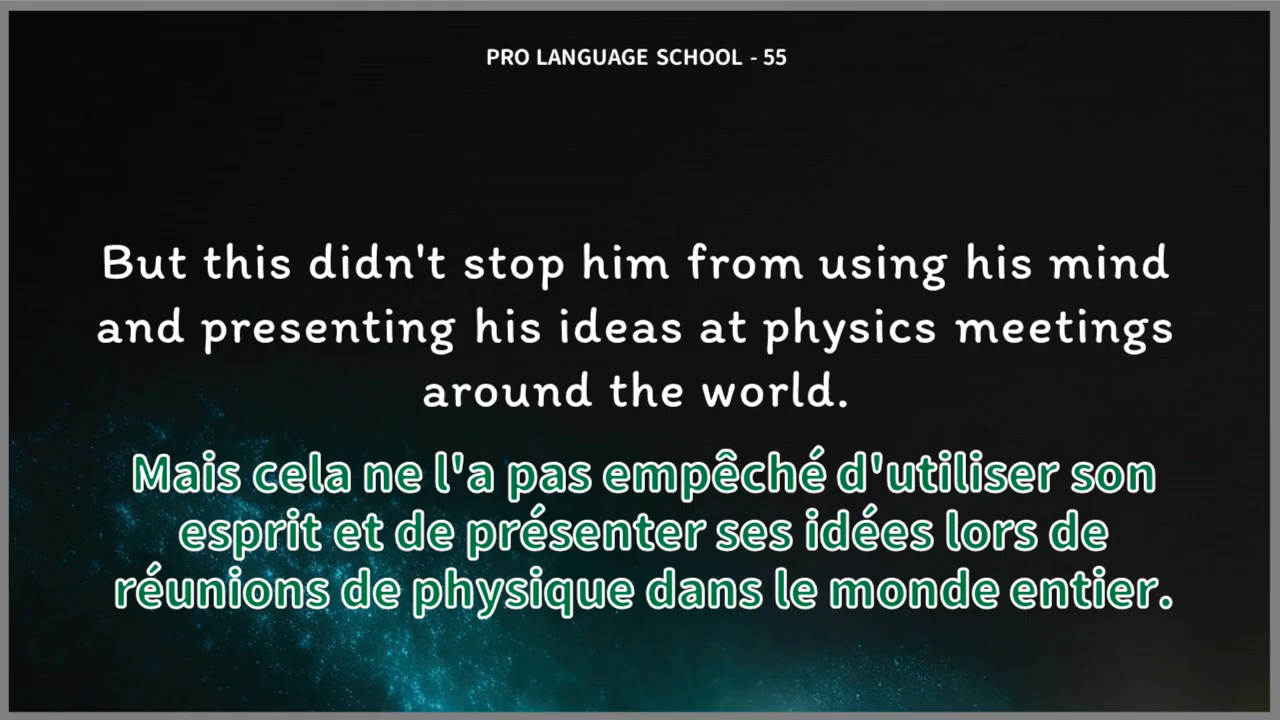 PRO LANGUAGE SCHOOL - 55
But this didn't stop him from using his mind
and presenting his ideas at physics meetings
around the world.
Mais cela ne l'a pas empêché d'utiliser son
esprit et de présenter ses idées lors de
réunions de physique dans le monde entier.